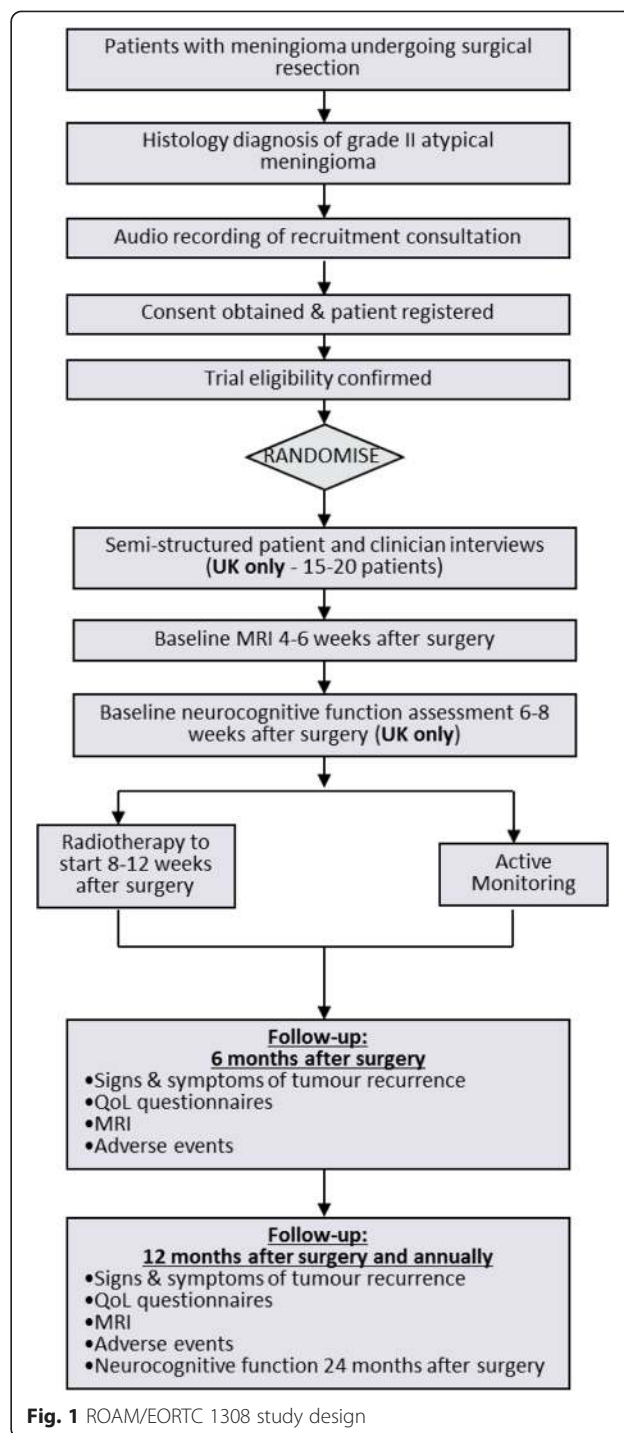 Patients with meningioma undergoing surgical
resection
Histology diagnosis of grade II atypical
meningioma
Audio recording of recruitment consultation
Consent obtained & patient registered
Trial eligibility confirmed
RANDOMISE
Semi-structured patient and clinician interviews
(UK only - 15-20 patients)
Baseline MRI 4-6 weeks after surgery
Baseline neurocognitive function assessment 6-8
weeks after surgery (UK only)
Radiotherapy to
start 8-12 weeks
after surgery
Active
Monitoring
Follow-up:
6 months after surgery
•Signs & symptoms of tumour recurrence
•QoL questionnaires
•MRI
•Adverse events
Follow-up:
12 months after surgery and annually
•Signs & symptoms of tumour recurrence
•QoL questionnaires
•MRI
•Adverse events
•Neurocognitive function 24 months after surgery
Fig. 1 ROAM/EORTC 1308 study design